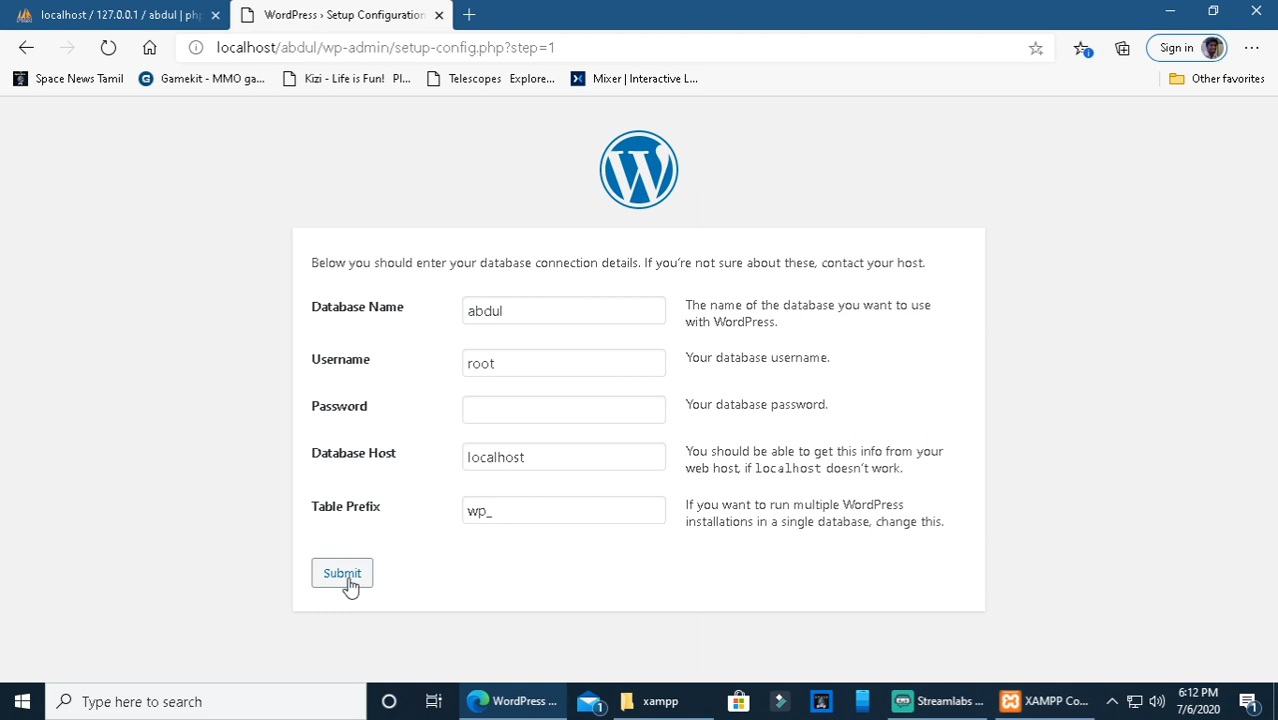 localhost / 127.0.0.1 / abdul | ph
WordPress › Setup Configuration
localhost/abdul/wp-admin/setup-config.php?step=1
Sign in
Space News Tamil
Gamekit - MMO ga...
Kizi - Life is Fun! Pl...
Telescopes Explore...
Mixer | Interactive L...
Other favorites
Below you should enter your database connection details. If you’re not sure about these, contact your host.
Database Name
abdul
The name of the database you want to use
with WordPress.
Username
root
Your database username.
Password
Your database password.
Database Host
localhost
You should be able to get this info from your
web host, if localhost doesn’t work.
Table Prefix
wp_
If you want to run multiple WordPress
installations in a single database, change this.
Submit
Type here to search
WordPress ...
1
xampp
Streamlabs ...
XAMPP Co...
6:12 PM
7/6/2020
1